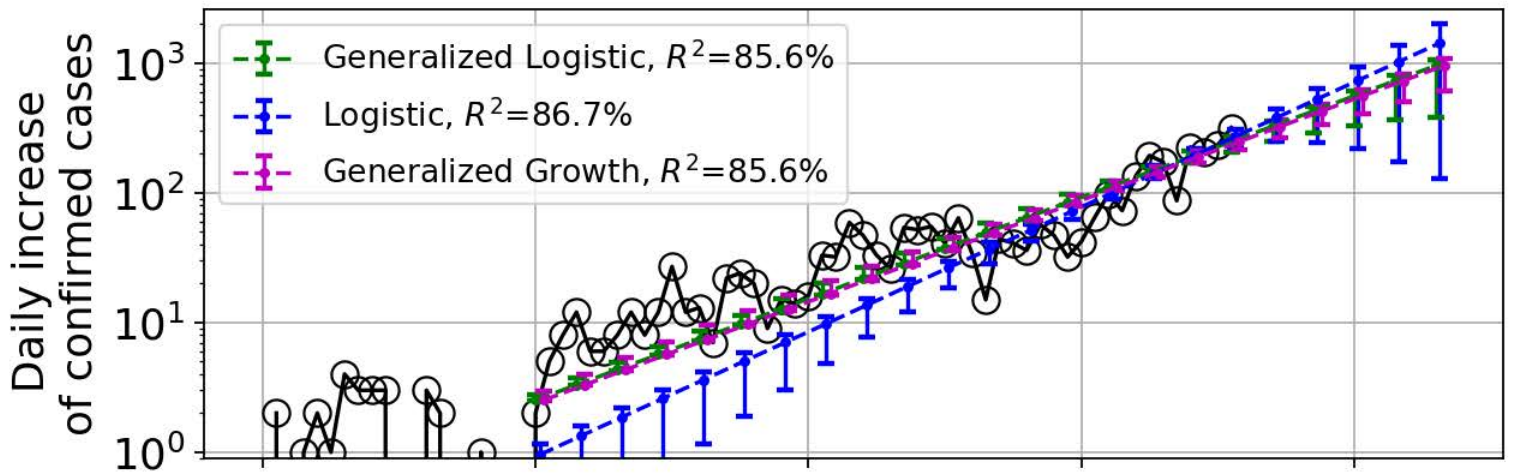 Daily increase
of confirmed cases
10³
10²
10¹
10⁰
Generalized Logistic, R²=85.6%
Logistic, R²=86.7%
Generalized Growth, R²=85.6%